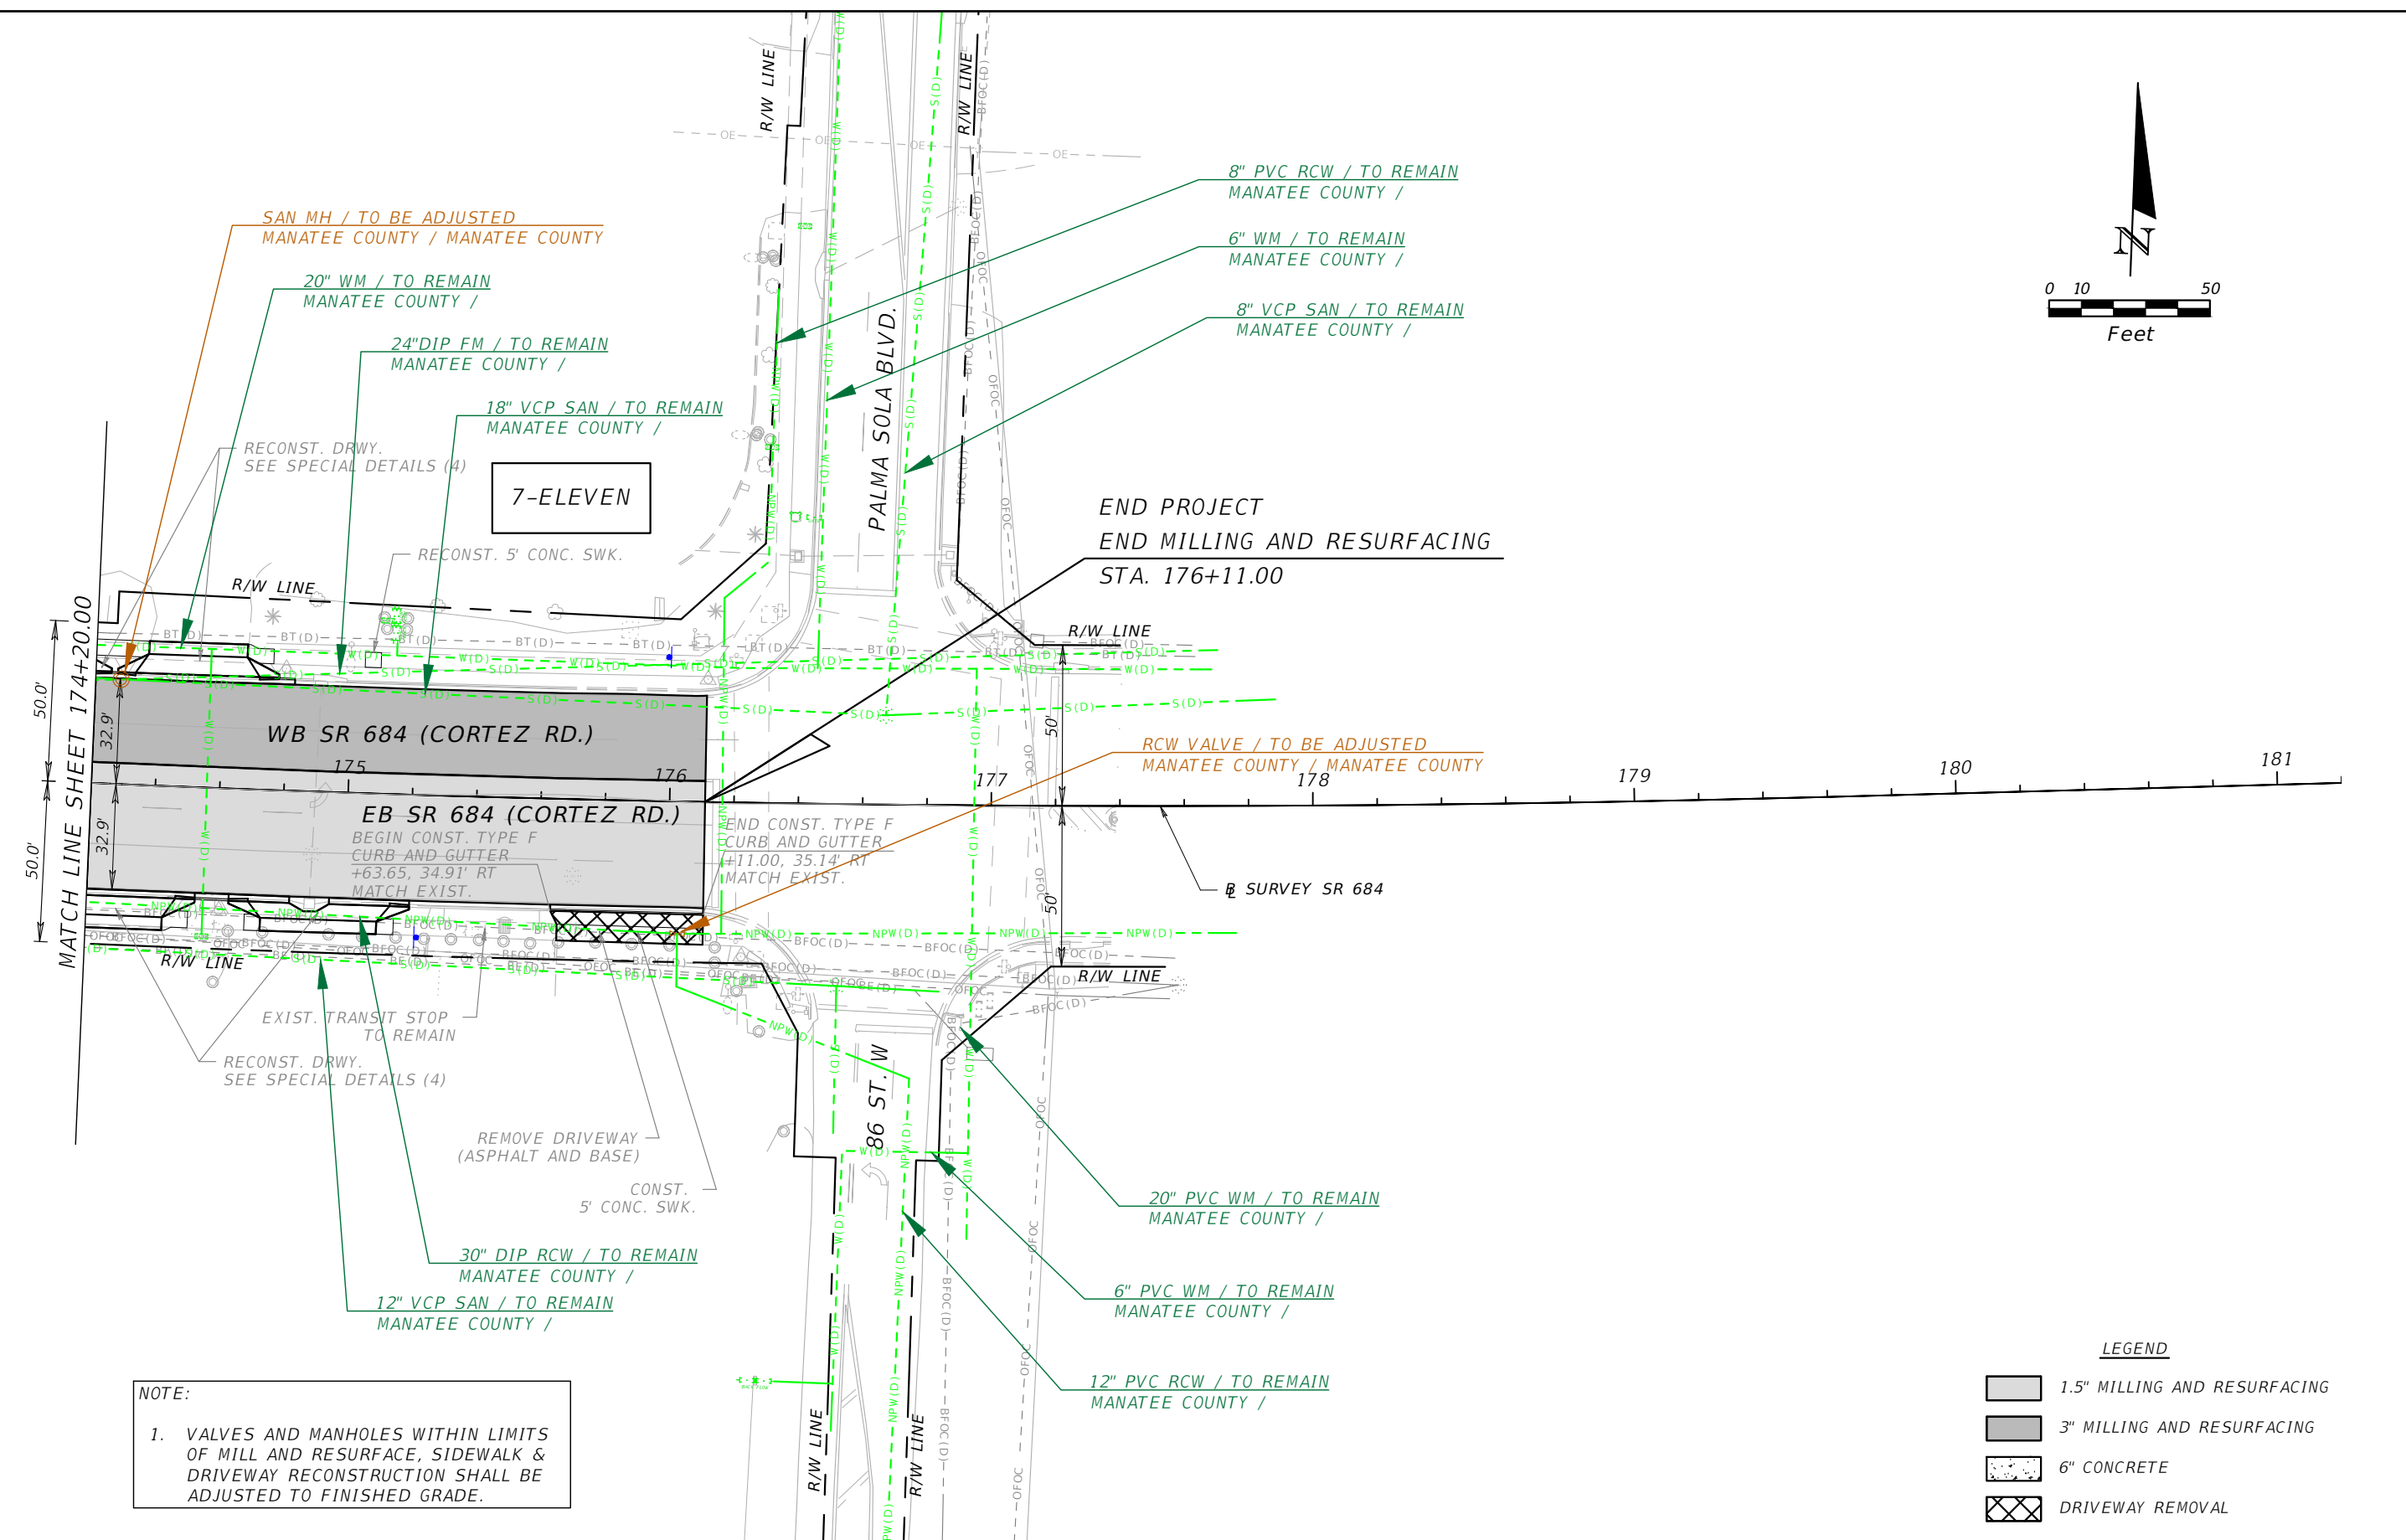 R/W LINE
R/W LINE
8" PVC RCW / TO REMAIN
MANATEE COUNTY /
SAN MH / TO BE ADJUSTED
MANATEE COUNTY / MANATEE COUNTY
6" WM / TO REMAIN
MANATEE COUNTY /
20" WM / TO REMAIN
MANATEE COUNTY /
8" VCP SAN / TO REMAIN
MANATEE COUNTY /
24"DIP FM / TO REMAIN
MANATEE COUNTY /
18" VCP SAN / TO REMAIN
MANATEE COUNTY /
N
0 10 50
Feet
PALMA SOLA BLVD.
RECONST. DRWY.
SEE SPECIAL DETAILS (4)
7-ELEVEN
RECONST. 5' CONC. SWK.
END PROJECT
END MILLING AND RESURFACING
STA. 176+11.00
R/W LINE
R/W LINE
MATCH LINE SHEET 174+20.00
50.0'
32.9'
50.0'
32.9'
WB SR 684 (CORTEZ RD.)
EB SR 684 (CORTEZ RD.)
175
176
177
178
179
180
181
50'
50'
RCW VALVE / TO BE ADJUSTED
MANATEE COUNTY / MANATEE COUNTY
BEGIN CONST. TYPE F
CURB AND GUTTER
+63.65, 34.91' RT
MATCH EXIST.
END CONST. TYPE F
CURB AND GUTTER
+11.00, 35.14' RT
MATCH EXIST.
BL SURVEY SR 684
R/W LINE
R/W LINE
EXIST. TRANSIT STOP
TO REMAIN
RECONST. DRWY.
SEE SPECIAL DETAILS (4)
86 ST. W
REMOVE DRIVEWAY
(ASPHALT AND BASE)
CONST.
5' CONC. SWK.
30" DIP RCW / TO REMAIN
MANATEE COUNTY /
12" VCP SAN / TO REMAIN
MANATEE COUNTY /
20" PVC WM / TO REMAIN
MANATEE COUNTY /
6" PVC WM / TO REMAIN
MANATEE COUNTY /
12" PVC RCW / TO REMAIN
MANATEE COUNTY /
R/W LINE
R/W LINE
OE
OE
OE
OE
BT(D)
W(D)
S(D)
NPW(D)
BFOC(D)
OFOC
BE(D)
NOTE:
1. VALVES AND MANHOLES WITHIN LIMITS
OF MILL AND RESURFACE, SIDEWALK &
DRIVEWAY RECONSTRUCTION SHALL BE
ADJUSTED TO FINISHED GRADE.
LEGEND
1.5" MILLING AND RESURFACING
3" MILLING AND RESURFACING
6" CONCRETE
DRIVEWAY REMOVAL